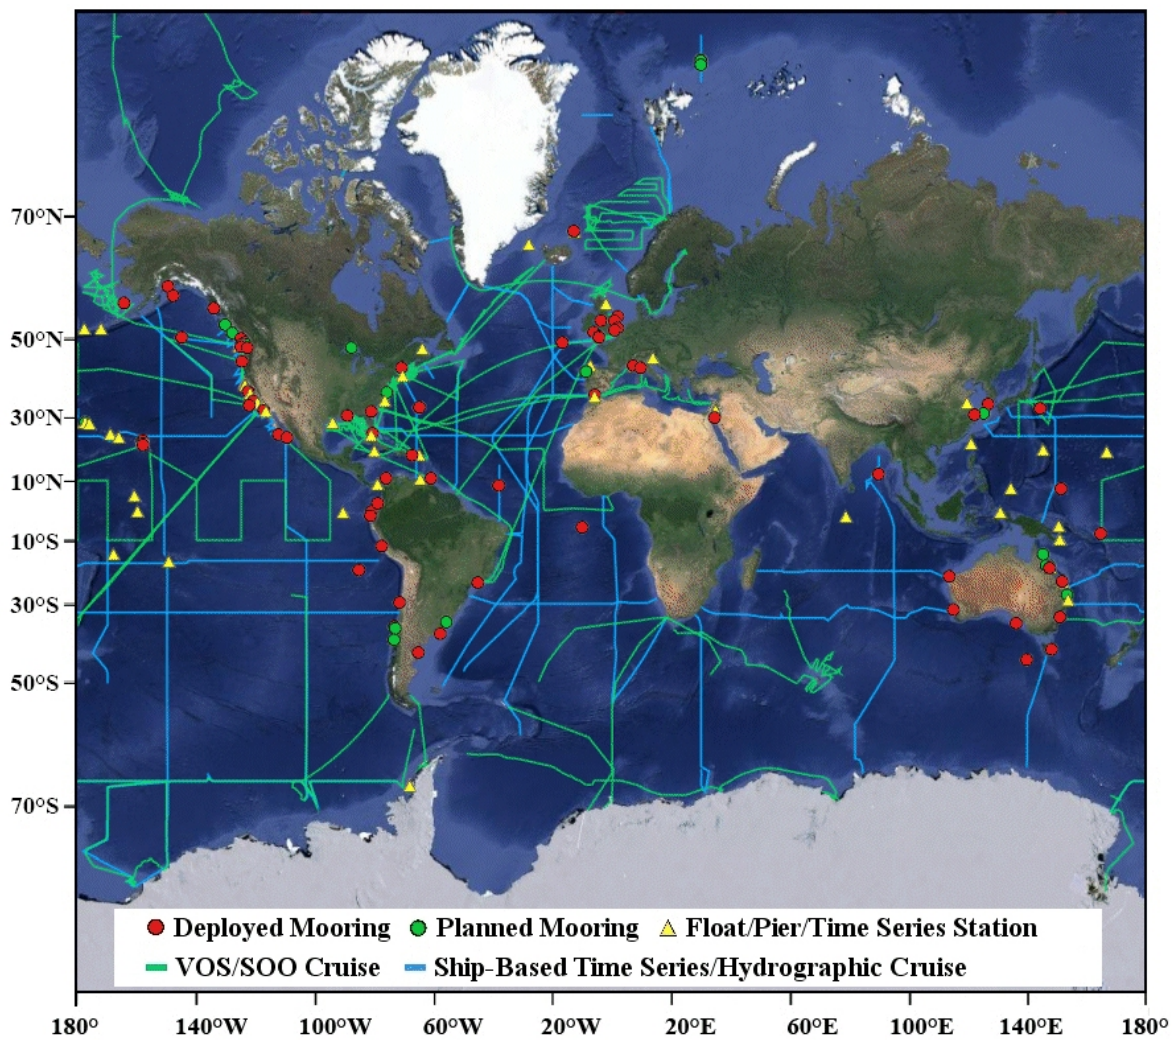 70°N
50°N
30°N
10°N
10°S
30°S
50°S
70°S
Deployed Mooring Planned Mooring Float/Pier/Time Series Station
VOS/SOO Cruise Ship-Based Time Series/Hydrographic Cruise
180° 140°W 100°W 60°W 20°W 20°E 60°E 100°E 140°E 180°